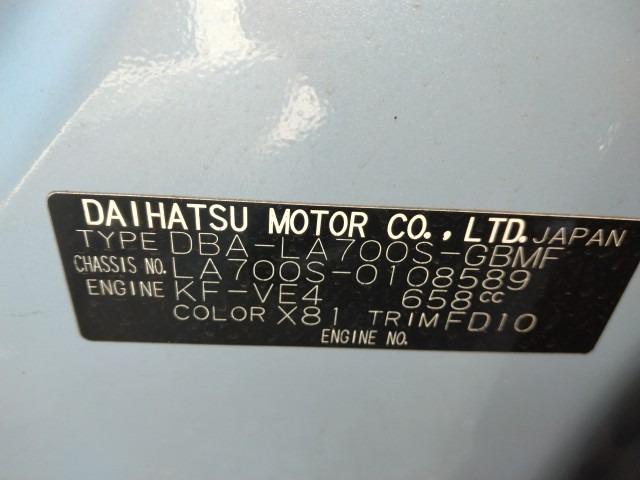 DAIHATSU MOTOR CO., LTD. JAPAN
TYPE DBA-LA700S-GBMF
CHASSIS NO. LA700S-0108589
ENGINE KF-VE4 658cc
COLOR X81 TRIM FD10
ENGINE NO.